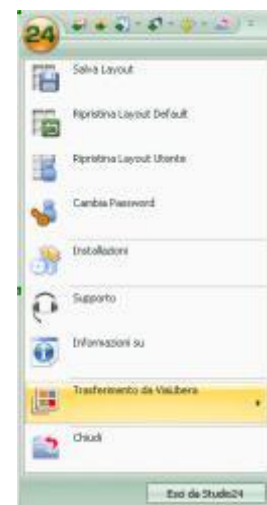 24
Salva Layout
Ripristina Layout Default
Ripristina Layout Utente
Cambia Password
Installazioni
Supporto
Informazioni su
Trasferimento da ViaLibera
Chiudi
Esci da Studio24